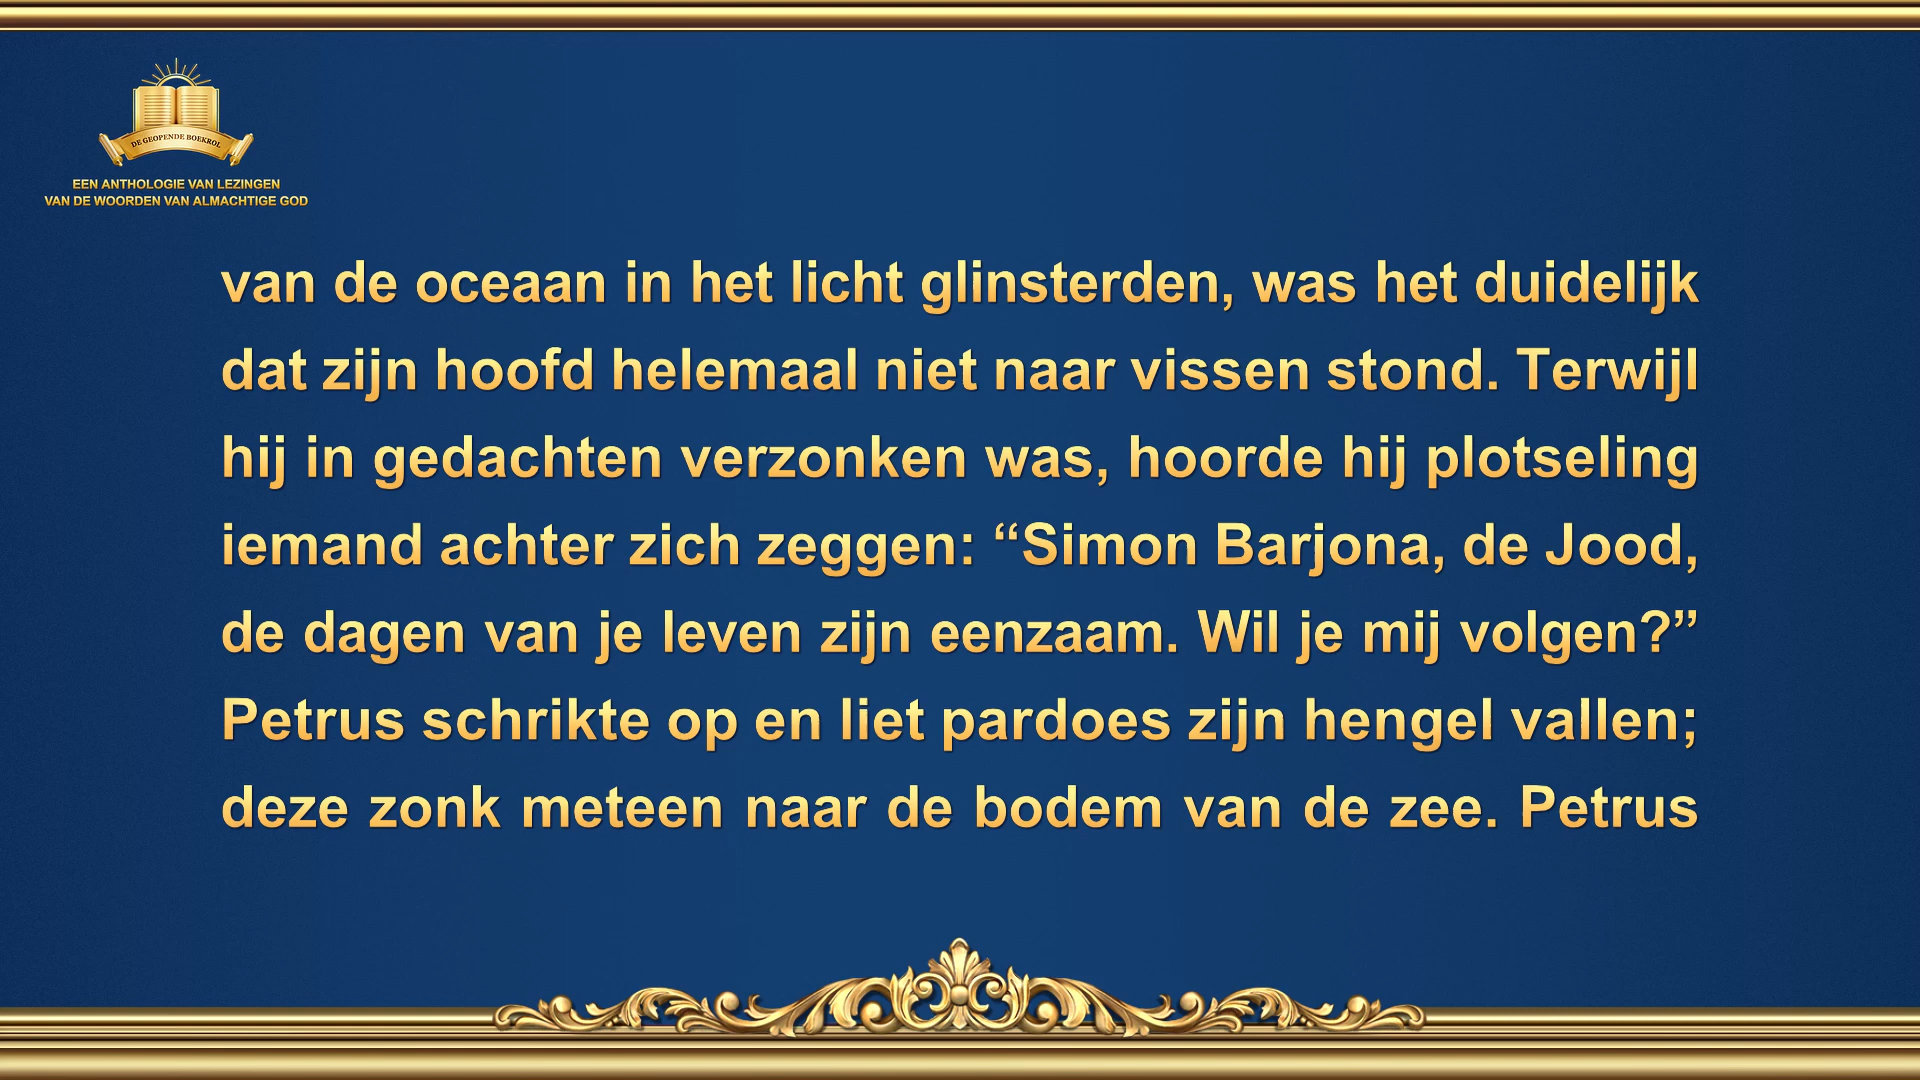 DE GEOPENDE BOEKROL
EEN ANTHOLOGIE VAN LEZINGEN
VAN DE WOORDEN VAN ALMACHTIGE GOD
van de oceaan in het licht glinsterden, was het duidelijk
dat zijn hoofd helemaal niet naar vissen stond. Terwijl
hij in gedachten verzonken was, hoorde hij plotseling
iemand achter zich zeggen: “Simon Barjona, de Jood,
de dagen van je leven zijn eenzaam. Wil je mij volgen?”
Petrus schrikte op en liet pardoes zijn hengel vallen;
deze zonk meteen naar de bodem van de zee. Petrus